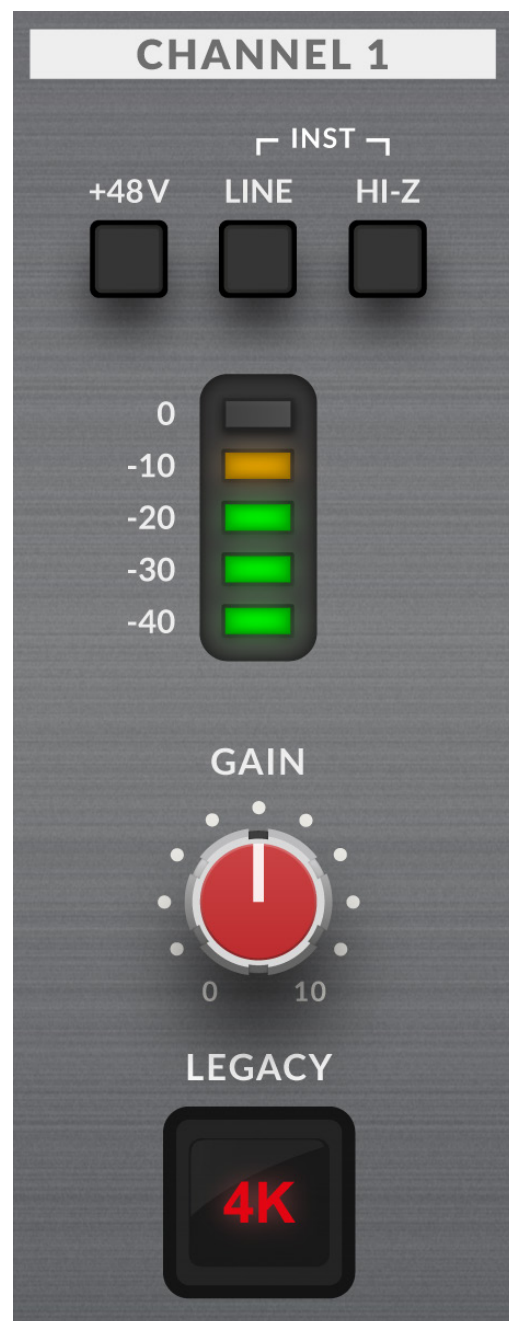 CHANNEL 1
INST
+48V LINE HI-Z
0
-10
-20
-30
-40
GAIN
0 10
LEGACY
4K